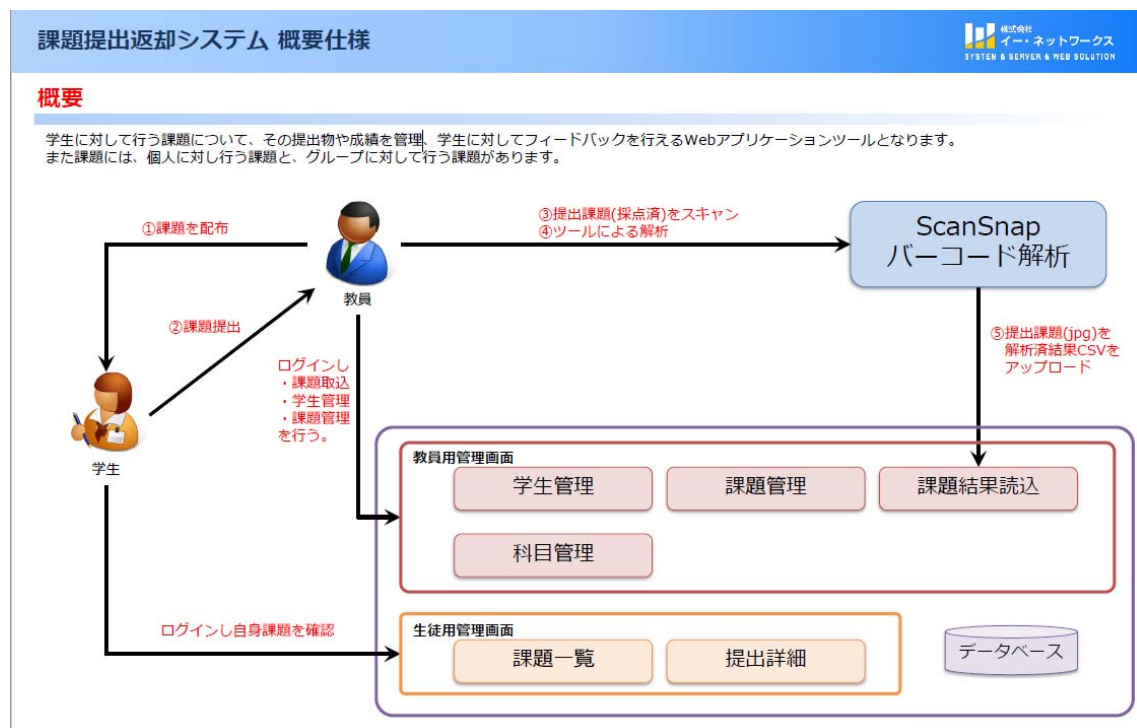 課題提出返却システム 概要仕様
株式会社
イー・ネットワークス
SYSTEM & SERVER & WEB SOLUTION
概要
学生に対して行う課題について、その提出物や成績を管理、学生に対してフィードバックを行えるWebアプリケーションツールとなります。
また課題には、個人に対し行う課題と、グループに対して行う課題があります。
①課題を配布
③提出課題(採点済)をスキャン
④ツールによる解析
ScanSnap
バーコード解析
教員
②課題提出
⑤提出課題(jpg)を
解析済結果CSVを
アップロード
ログインし
・課題取込
・学生管理
・課題管理
を行う。
学生
教員用管理画面
学生管理
課題管理
課題結果読込
科目管理
ログインし自身課題を確認
生徒用管理画面
課題一覧
提出詳細
データベース